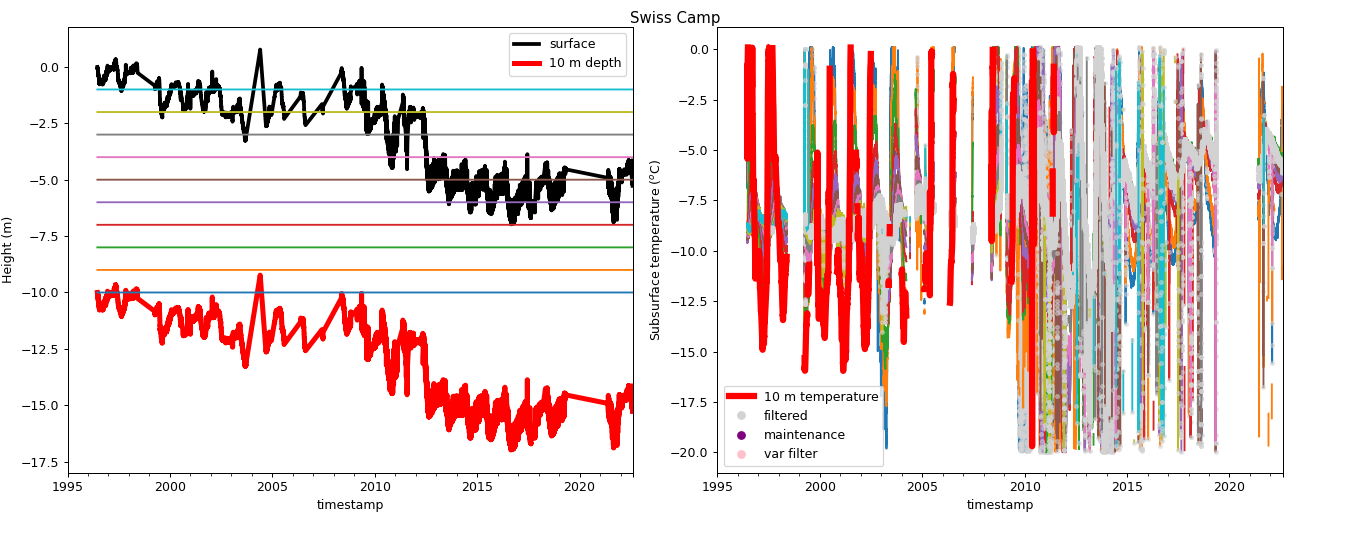 Swiss Camp
surface
10 m depth
Height (m)
0.0
−2.5
−5.0
−7.5
−10.0
−12.5
−15.0
−17.5
1995
2000
2005
2010
2015
2020
timestamp
Subsurface temperature (°C)
0.0
−2.5
−5.0
−7.5
−10.0
−12.5
−15.0
−17.5
−20.0
10 m temperature
filtered
maintenance
var filter
1995
2000
2005
2010
2015
2020
timestamp